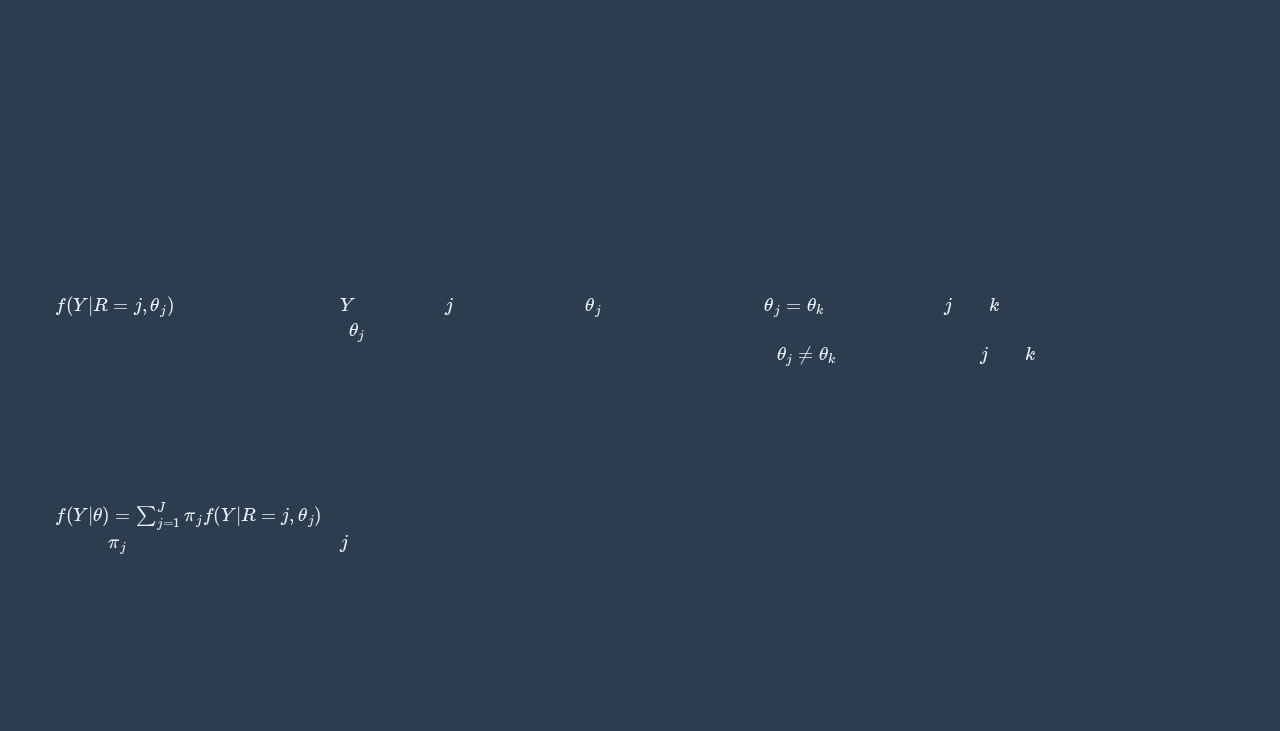 f(Y|R = j, θ_j) Y j θ_j θ_j = θ_k j k
θ_j
θ_j ≠ θ_k j k
f(Y|θ) = ∑_{j=1}^{J} π_j f(Y|R = j, θ_j)
π_j j